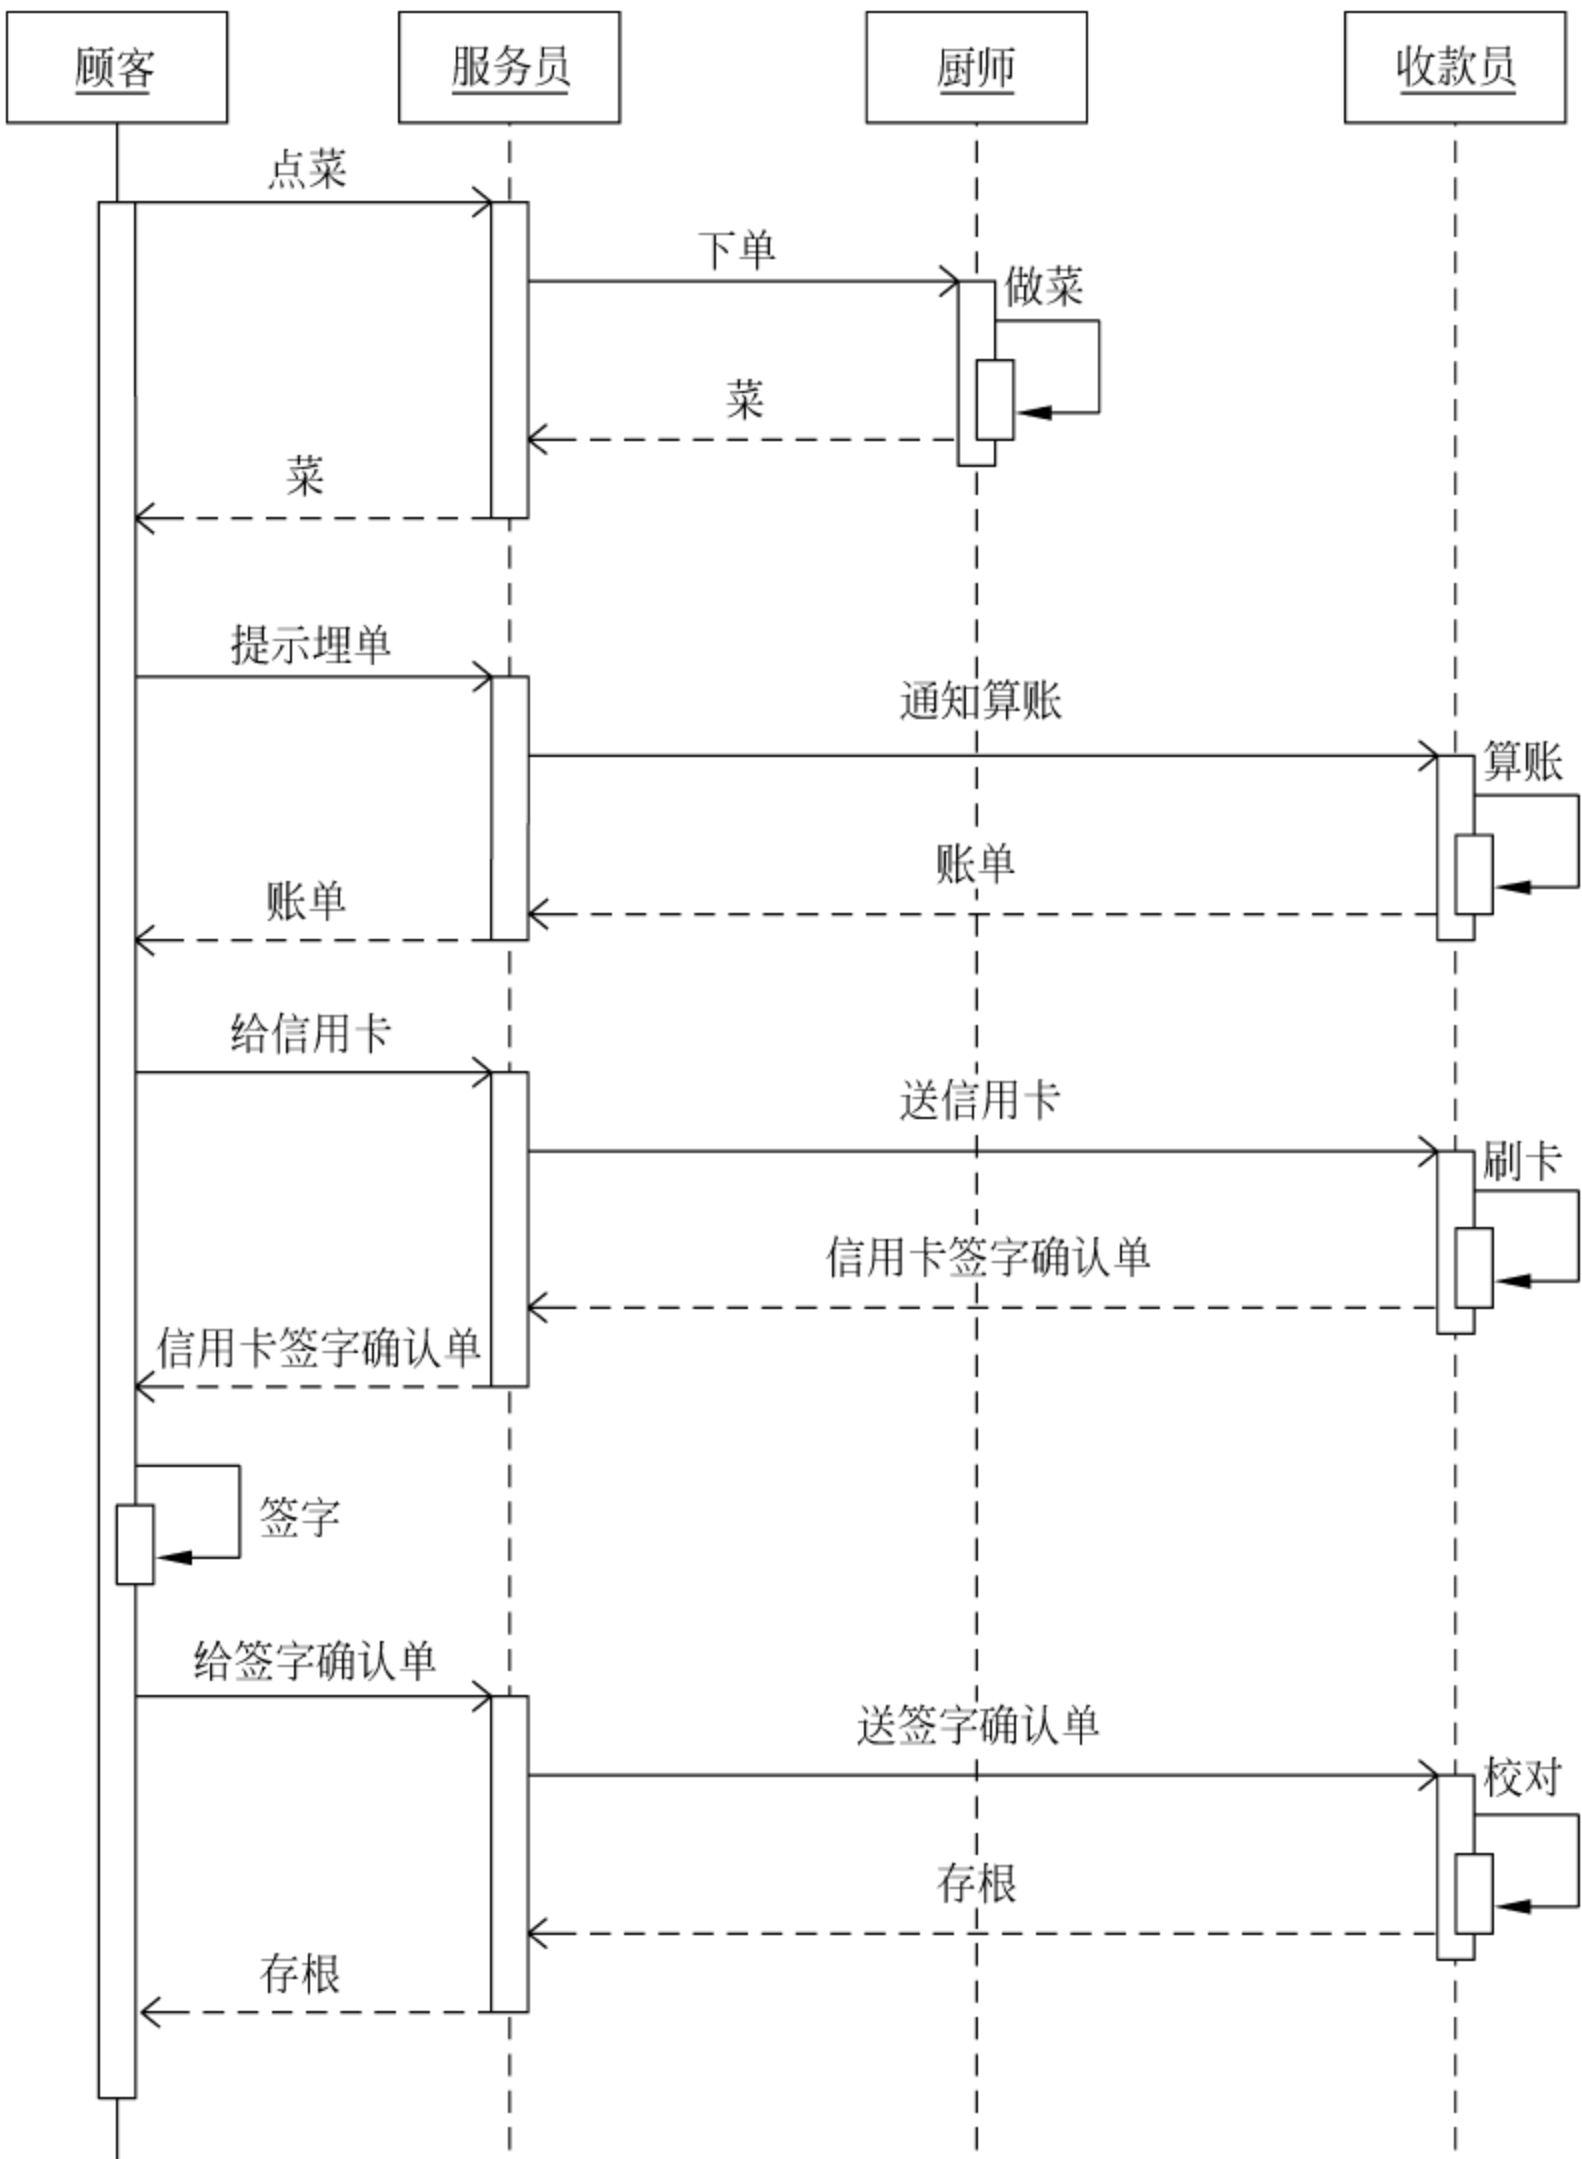 顾客
服务员
厨师
收款员
点菜
下单
做菜
菜
菜
提示埋单
通知算账
算账
账单
账单
给信用卡
送信用卡
刷卡
信用卡签字确认单
信用卡签字确认单
签字
给签字确认单
送签字确认单
校对
存根
存根